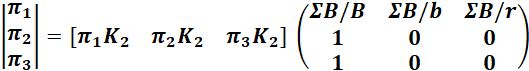 |π₁|
|π₂| = [π₁K₂ π₂K₂ π₃K₂] (ΣB/B ΣB/b ΣB/r)
|π₃|
(1 0 0)
(1 0 0)